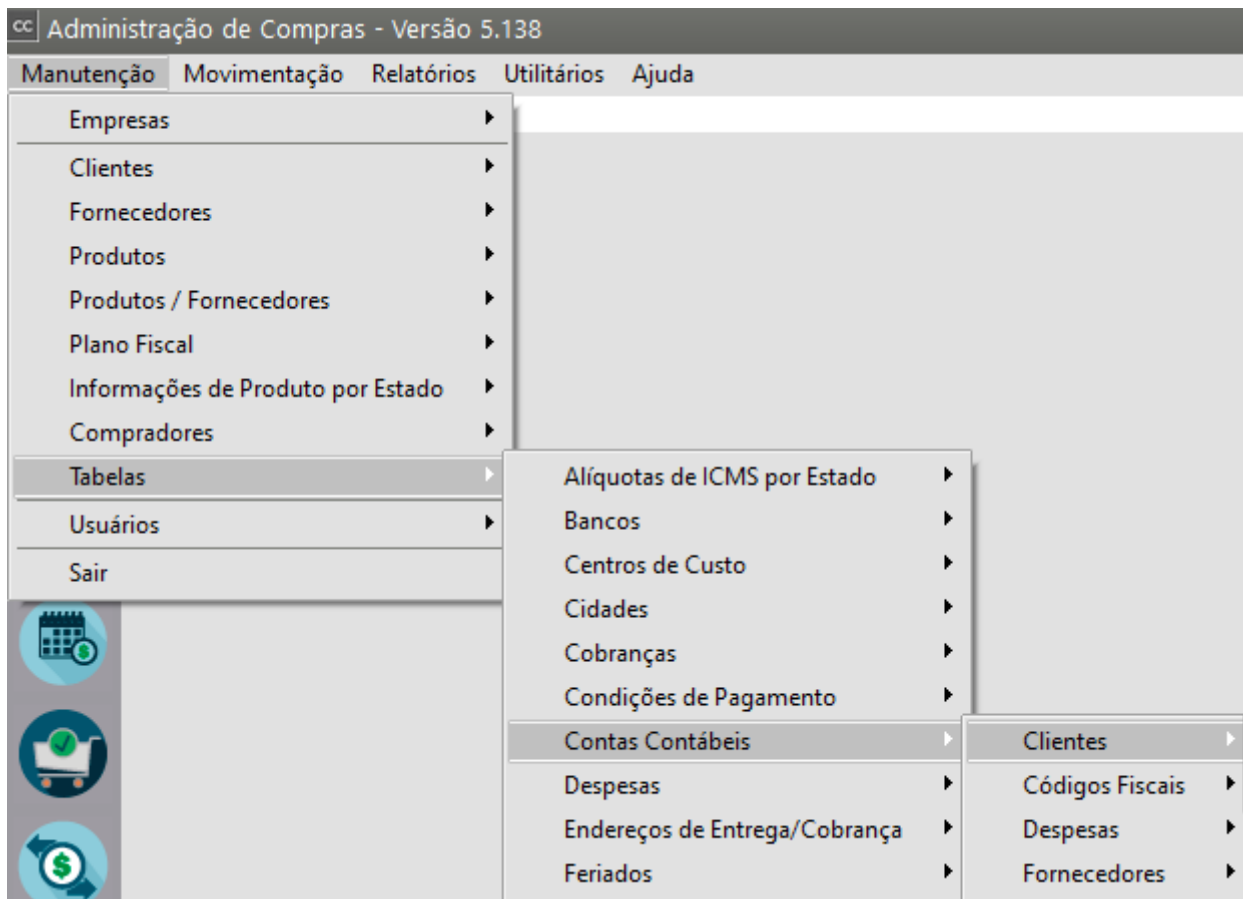 cc Administração de Compras - Versão 5.138
Manutenção Movimentação Relatórios Utilitários Ajuda
Empresas
Clientes
Fornecedores
Produtos
Produtos / Fornecedores
Plano Fiscal
Informações de Produto por Estado
Compradores
Tabelas
Usuários
Sair
Alíquotas de ICMS por Estado
Bancos
Centros de Custo
Cidades
Cobranças
Condições de Pagamento
Contas Contábeis
Despesas
Endereços de Entrega/Cobrança
Feriados
Clientes
Códigos Fiscais
Despesas
Fornecedores
$
$